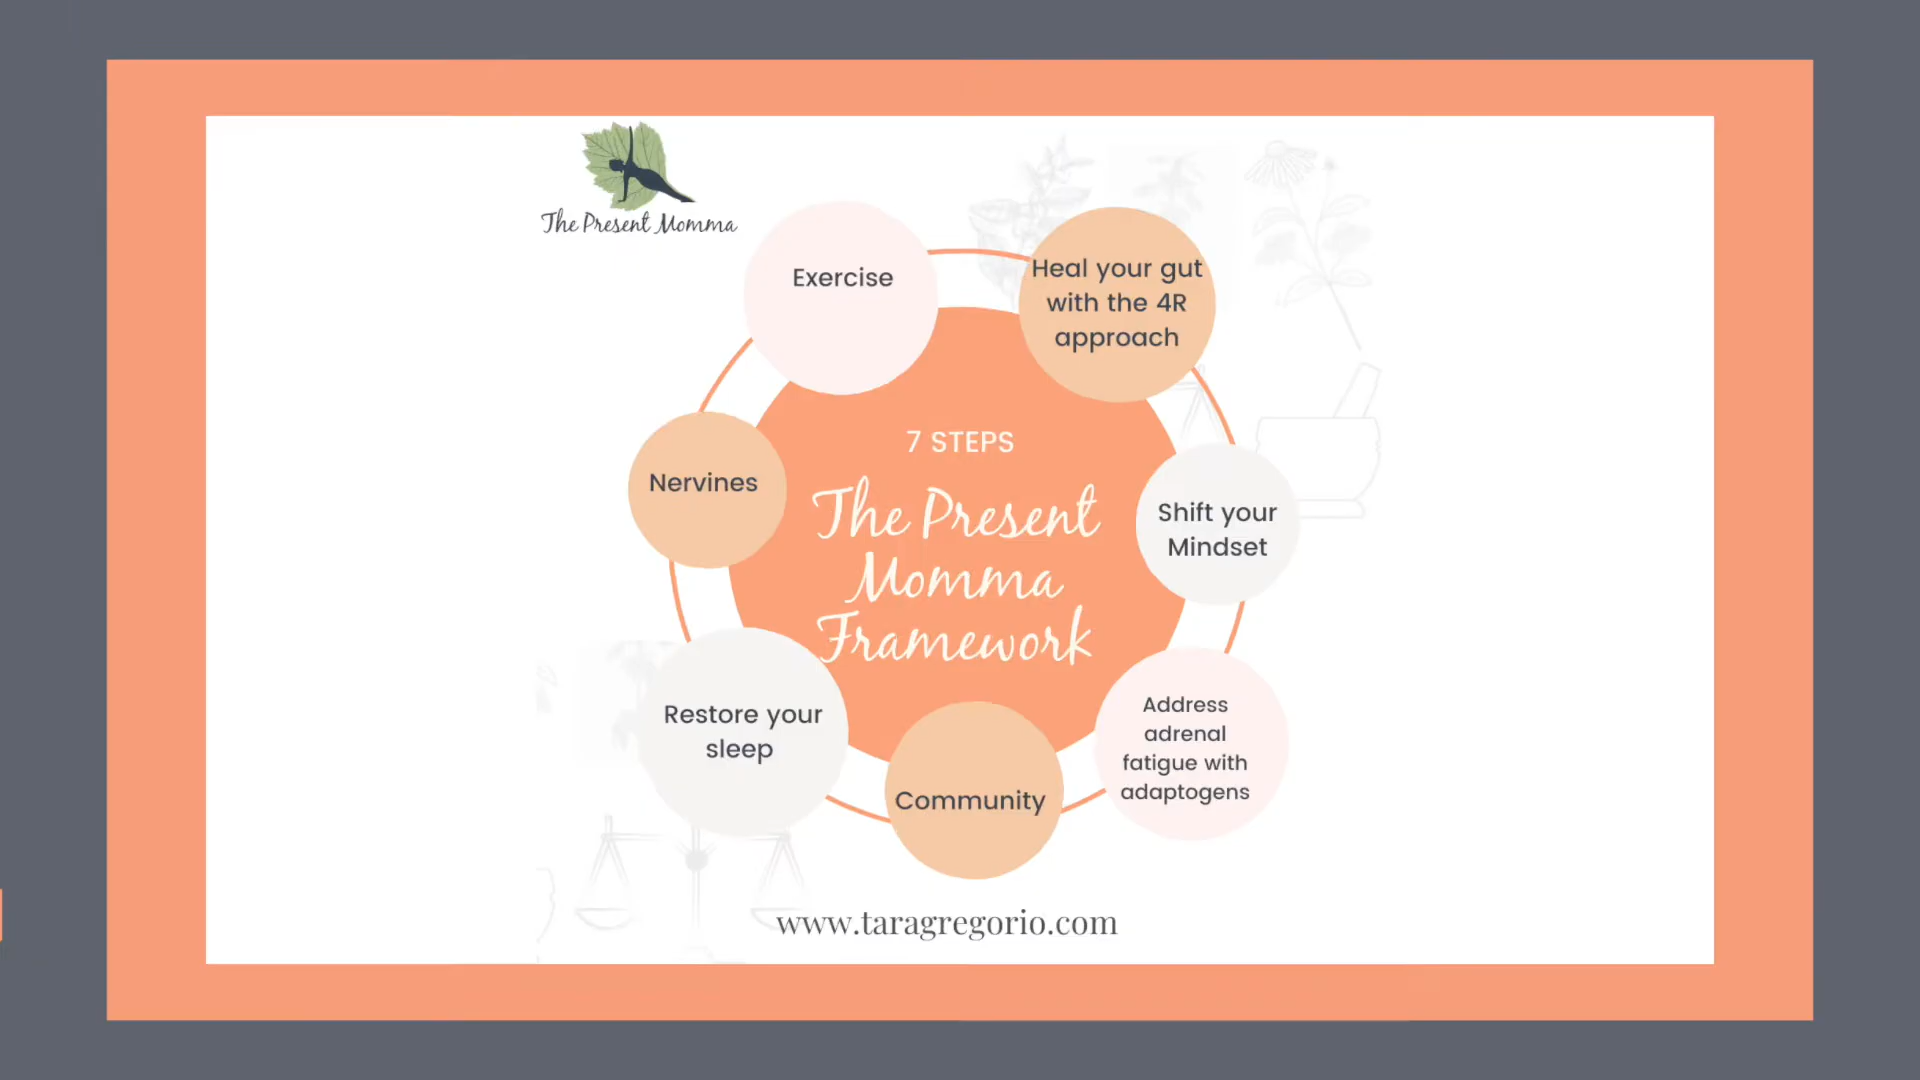 The Present Momma
Exercise
Heal your gut
with the 4R
approach
7 STEPS
The Present
Momma
Framework
Nervines
Shift your
Mindset
Restore your
sleep
Address
adrenal
fatigue with
adaptogens
Community
www.taragregorio.com